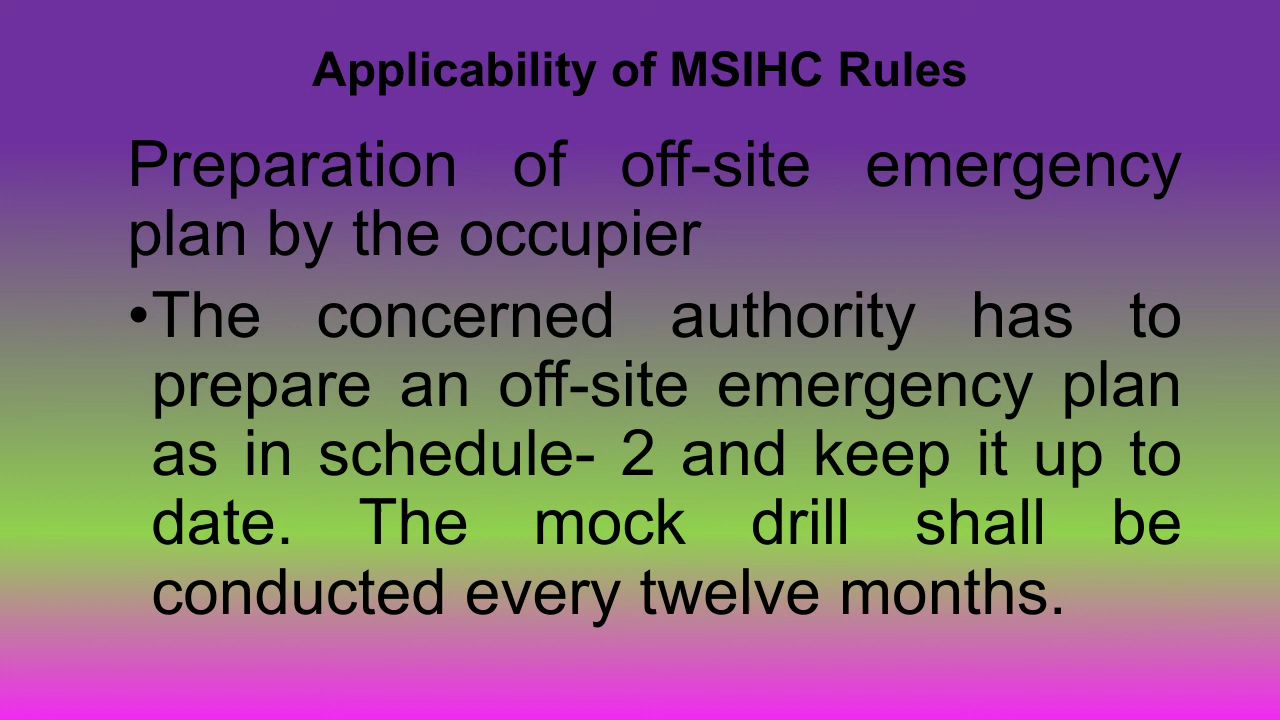 Applicability of MSIHC Rules
Preparation of off-site emergency
plan by the occupier
•The concerned authority has to
prepare an off-site emergency plan
as in schedule- 2 and keep it up to
date. The mock drill shall be
conducted every twelve months.